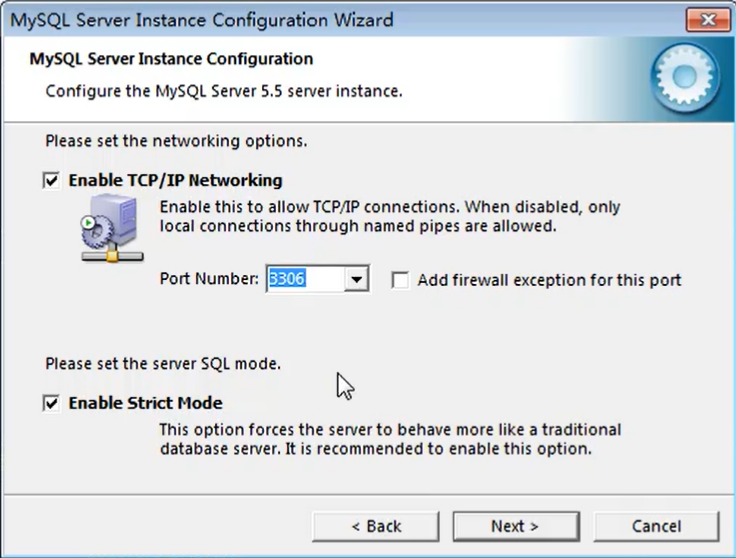 MySQL Server Instance Configuration Wizard
MySQL Server Instance Configuration
Configure the MySQL Server 5.5 server instance.
Please set the networking options.
Enable TCP/IP Networking
Enable this to allow TCP/IP connections. When disabled, only
local connections through named pipes are allowed.
Port Number: 3306 Add firewall exception for this port
Please set the server SQL mode.
Enable Strict Mode
This option forces the server to behave more like a traditional
database server. It is recommended to enable this option.
< Back Next > Cancel